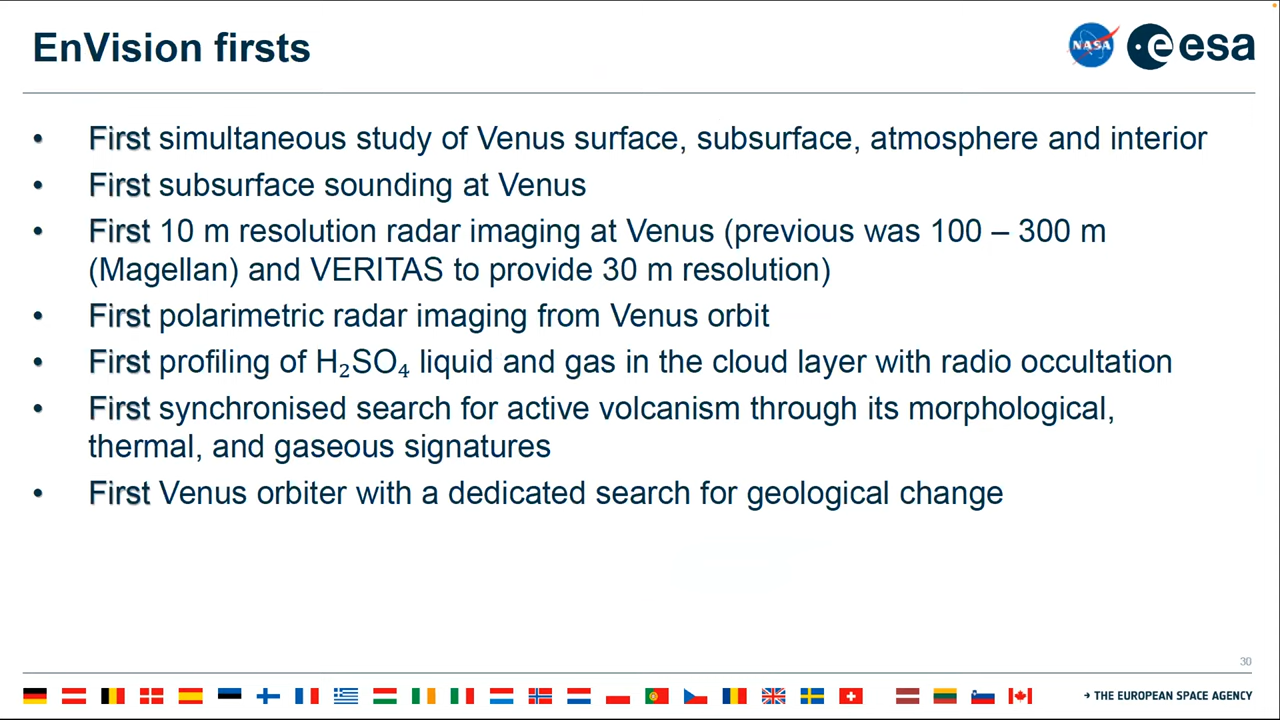 EnVision firsts
NASA
esa
• First simultaneous study of Venus surface, subsurface, atmosphere and interior
• First subsurface sounding at Venus
• First 10 m resolution radar imaging at Venus (previous was 100 – 300 m
(Magellan) and VERITAS to provide 30 m resolution)
• First polarimetric radar imaging from Venus orbit
• First profiling of H₂SO₄ liquid and gas in the cloud layer with radio occultation
• First synchronised search for active volcanism through its morphological,
thermal, and gaseous signatures
• First Venus orbiter with a dedicated search for geological change
30
→ THE EUROPEAN SPACE AGENCY